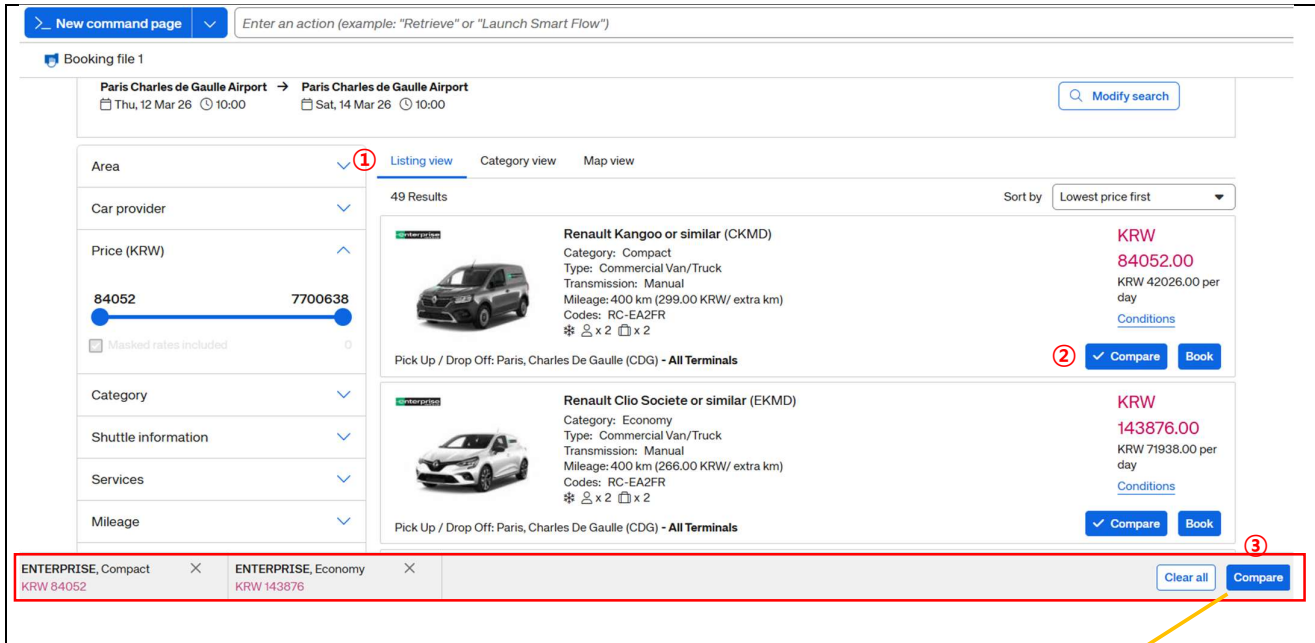 >_ New command page
Enter an action (example: "Retrieve" or "Launch Smart Flow")
Booking file 1
Paris Charles de Gaulle Airport → Paris Charles de Gaulle Airport
Thu, 12 Mar 26 10:00 Sat, 14 Mar 26 10:00
Modify search
Area
Car provider
Price (KRW)
84052 7700638
Masked rates included 0
Category
Shuttle information
Services
Mileage
① Listing view Category view Map view
49 Results
Sort by Lowest price first
enterprise
Renault Kangoo or similar (CKMD)
Category: Compact
Type: Commercial Van/Truck
Transmission: Manual
Mileage: 400 km (299.00 KRW/ extra km)
Codes: RC-EA2FR
x 2 x 2
Pick Up / Drop Off: Paris, Charles De Gaulle (CDG) - All Terminals
KRW
84052.00
KRW 42026.00 per
day
Conditions
② Compare Book
enterprise
Renault Clio Societe or similar (EKMD)
Category: Economy
Type: Commercial Van/Truck
Transmission: Manual
Mileage: 400 km (266.00 KRW/ extra km)
Codes: RC-EA2FR
x 2 x 2
Pick Up / Drop Off: Paris, Charles De Gaulle (CDG) - All Terminals
KRW
143876.00
KRW 71938.00 per
day
Conditions
Compare Book
③
ENTERPRISE, Compact
KRW 84052
ENTERPRISE, Economy
KRW 143876
Clear all Compare